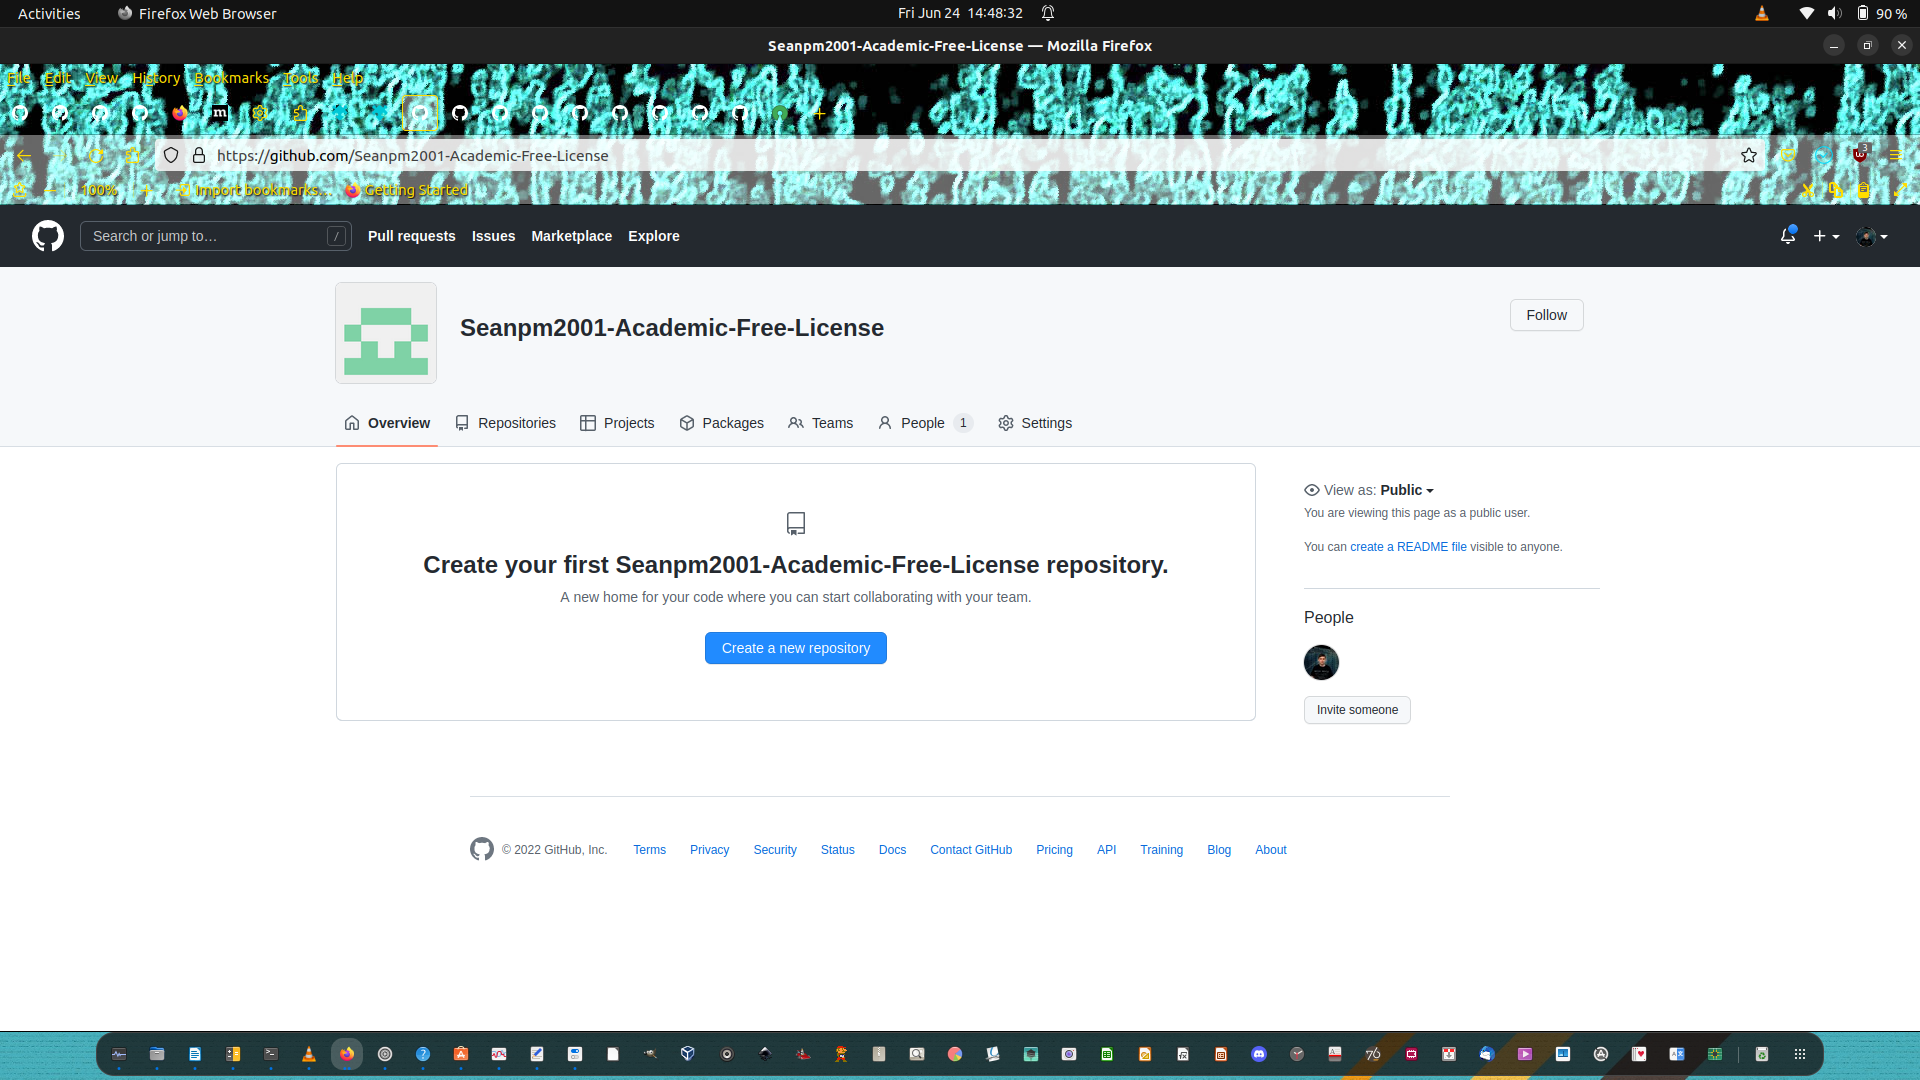 Activities Firefox Web Browser Fri Jun 24 14:48:32 90 %
Seanpm2001-Academic-Free-License — Mozilla Firefox
File Edit View History Bookmarks Tools Help
https://github.com/Seanpm2001-Academic-Free-License 3
100% Import bookmarks... Getting Started
Search or jump to… / Pull requests Issues Marketplace Explore
Seanpm2001-Academic-Free-License
Follow
Overview Repositories Projects Packages Teams People 1 Settings
Create your first Seanpm2001-Academic-Free-License repository.
A new home for your code where you can start collaborating with your team.
Create a new repository
View as: Public
You are viewing this page as a public user.
You can create a README file visible to anyone.
People
Invite someone
© 2022 GitHub, Inc. Terms Privacy Security Status Docs Contact GitHub Pricing API Training Blog About